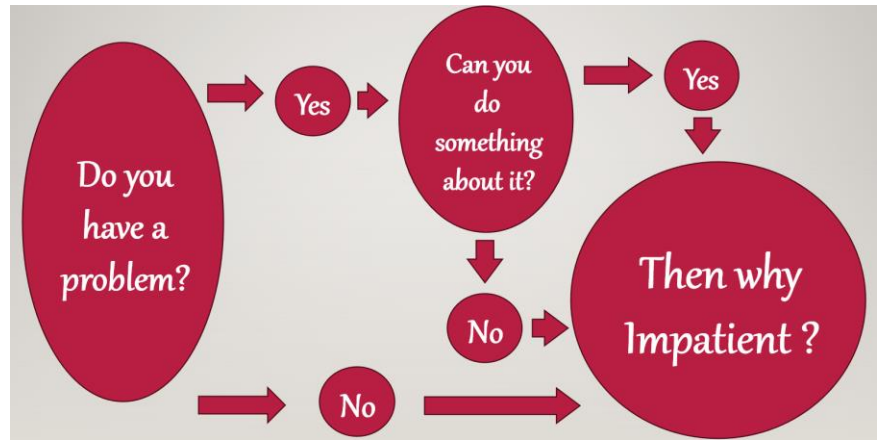 Do you
have a
problem?
Yes
Can you
do
something
about it?
Yes
No
No
Then why
Impatient ?